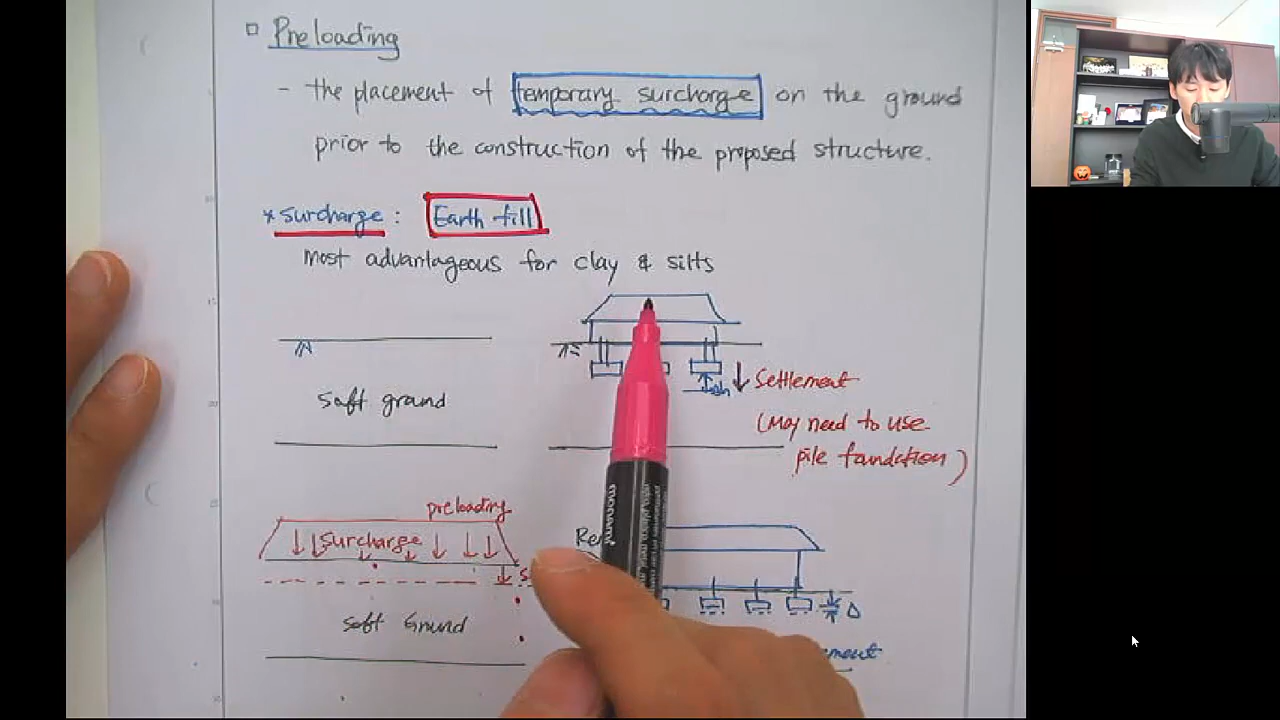 Preloading
- the placement of temporary surcharge on the ground
prior to the construction of the proposed structure.
* surcharge : Earth fill
most advantageous for clay & silts
Soft ground
Settlement
(May need to use
pile foundation)
preloading
Surcharge
Soft Ground
Δ
monami